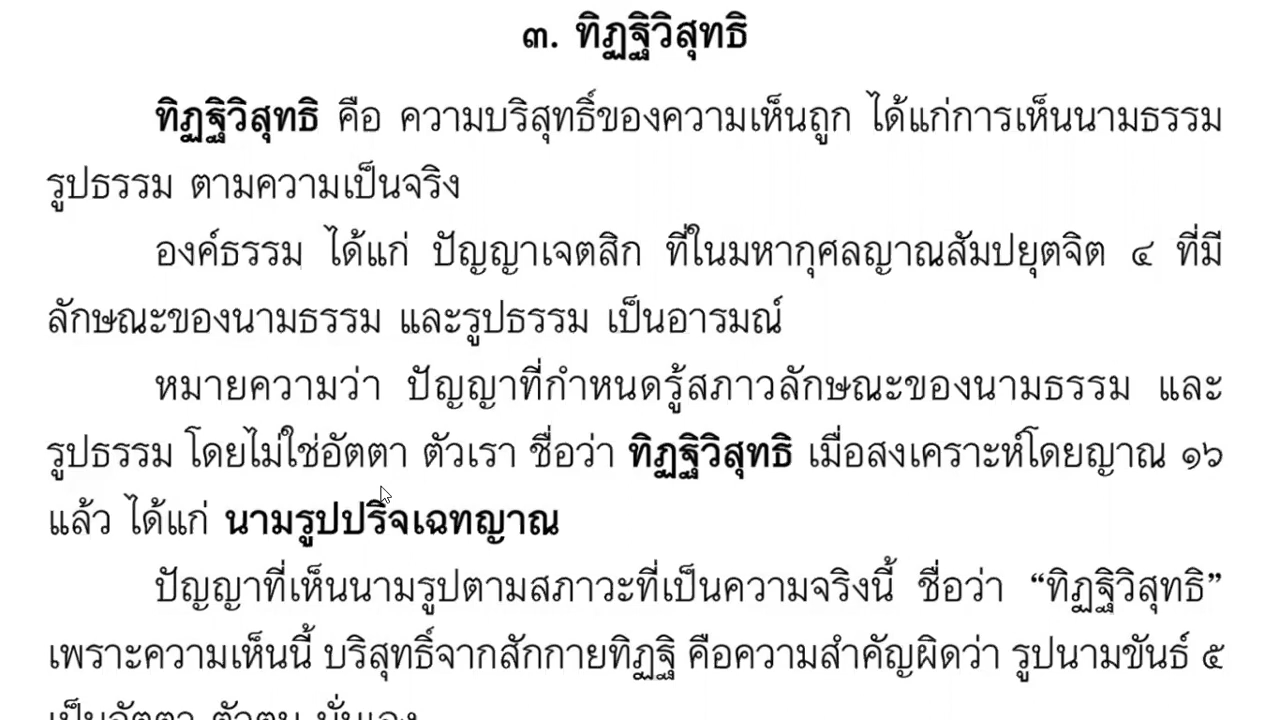 ๓. ทิฏฐิวิสุทธิ
ทิฏฐิวิสุทธิ คือ ความบริสุทธิ์ของความเห็นถูก ได้แก่การเห็นนามธรรม
รูปธรรม ตามความเป็นจริง
องค์ธรรม ได้แก่ ปัญญาเจตสิก ที่ในมหากุศลญาณสัมปยุตจิต ๔ ที่มี
ลักษณะของนามธรรม และรูปธรรม เป็นอารมณ์
หมายความว่า ปัญญาที่กำหนดรู้สภาวลักษณะของนามธรรม และ
รูปธรรม โดยไม่ใช่อัตตา ตัวเรา ชื่อว่า ทิฏฐิวิสุทธิ เมื่อสงเคราะห์โดยญาณ ๑๖
แล้ว ได้แก่ นามรูปปริจเฉทญาณ
ปัญญาที่เห็นนามรูปตามสภาวะที่เป็นความจริงนี้ ชื่อว่า “ทิฏฐิวิสุทธิ”
เพราะความเห็นนี้ บริสุทธิ์จากสักกายทิฏฐิ คือความสำคัญผิดว่า รูปนามขันธ์ ๕
เป็นอัตตา ตัวตน นั่นเอง